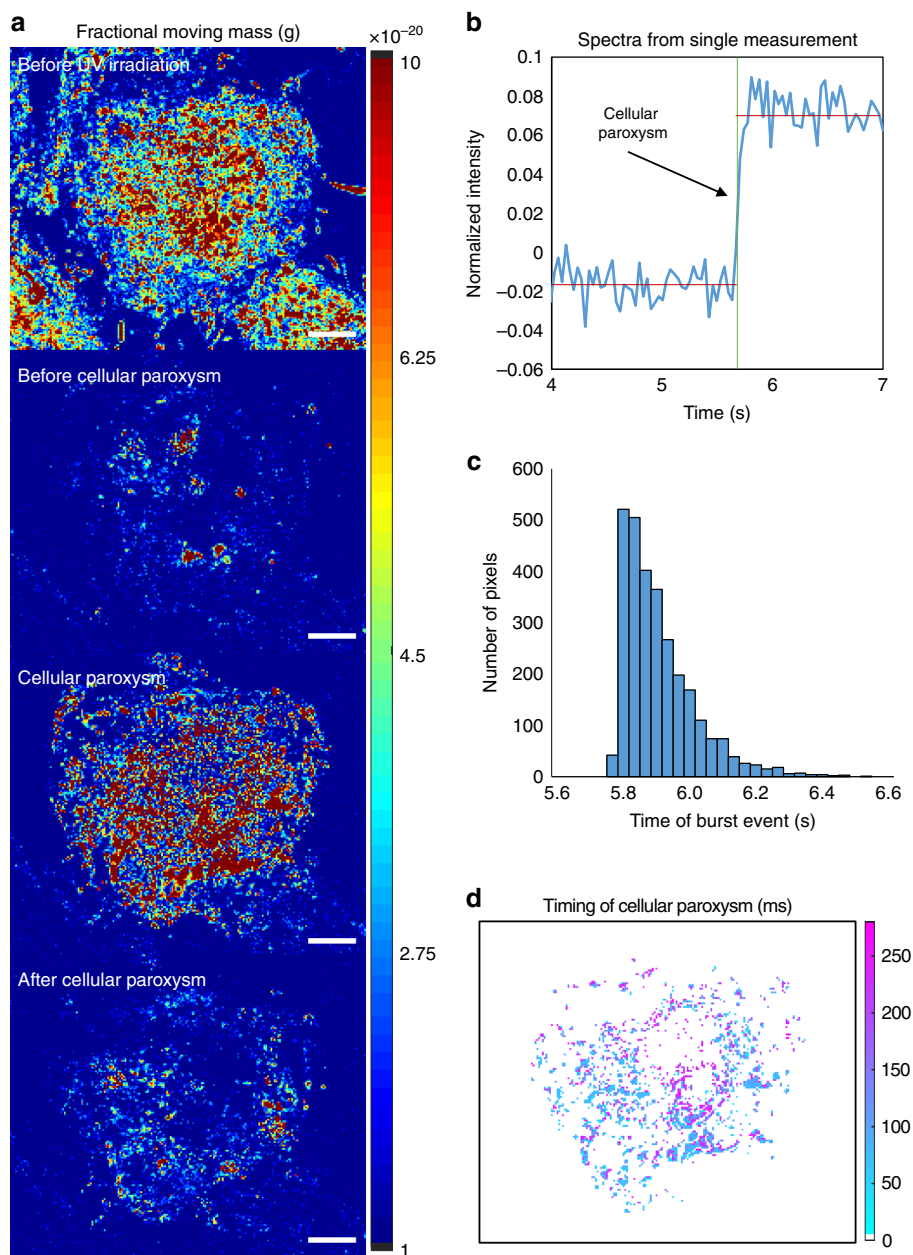 a
Fractional moving mass (g)
×10⁻²⁰
Before UV irradiation
Before cellular paroxysm
Cellular paroxysm
After cellular paroxysm
10
6.25
4.5
2.75
1
b
Spectra from single measurement
Normalized intensity
0.1
0.08
0.06
0.04
0.02
0
–0.02
–0.04
–0.06
Cellular
paroxysm
4
5
6
7
Time (s)
c
Number of pixels
600
500
400
300
200
100
0
5.6
5.8
6.0
6.2
6.4
6.6
Time of burst event (s)
d
Timing of cellular paroxysm (ms)
250
200
150
100
50
0